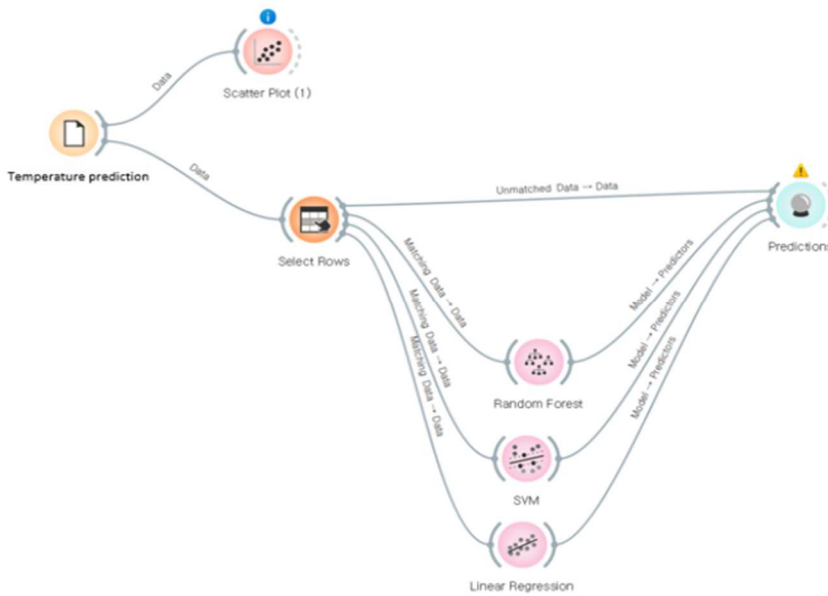 Data
Scatter Plot (1)
Temperature prediction
Data
Select Rows
Unmatched Data → Data
Predictions
Matching Data → Data
Matching Data → Data
Matching Data → Data
Model → Predictors
Model → Predictors
Model → Predictors
Random Forest
SVM
Linear Regression